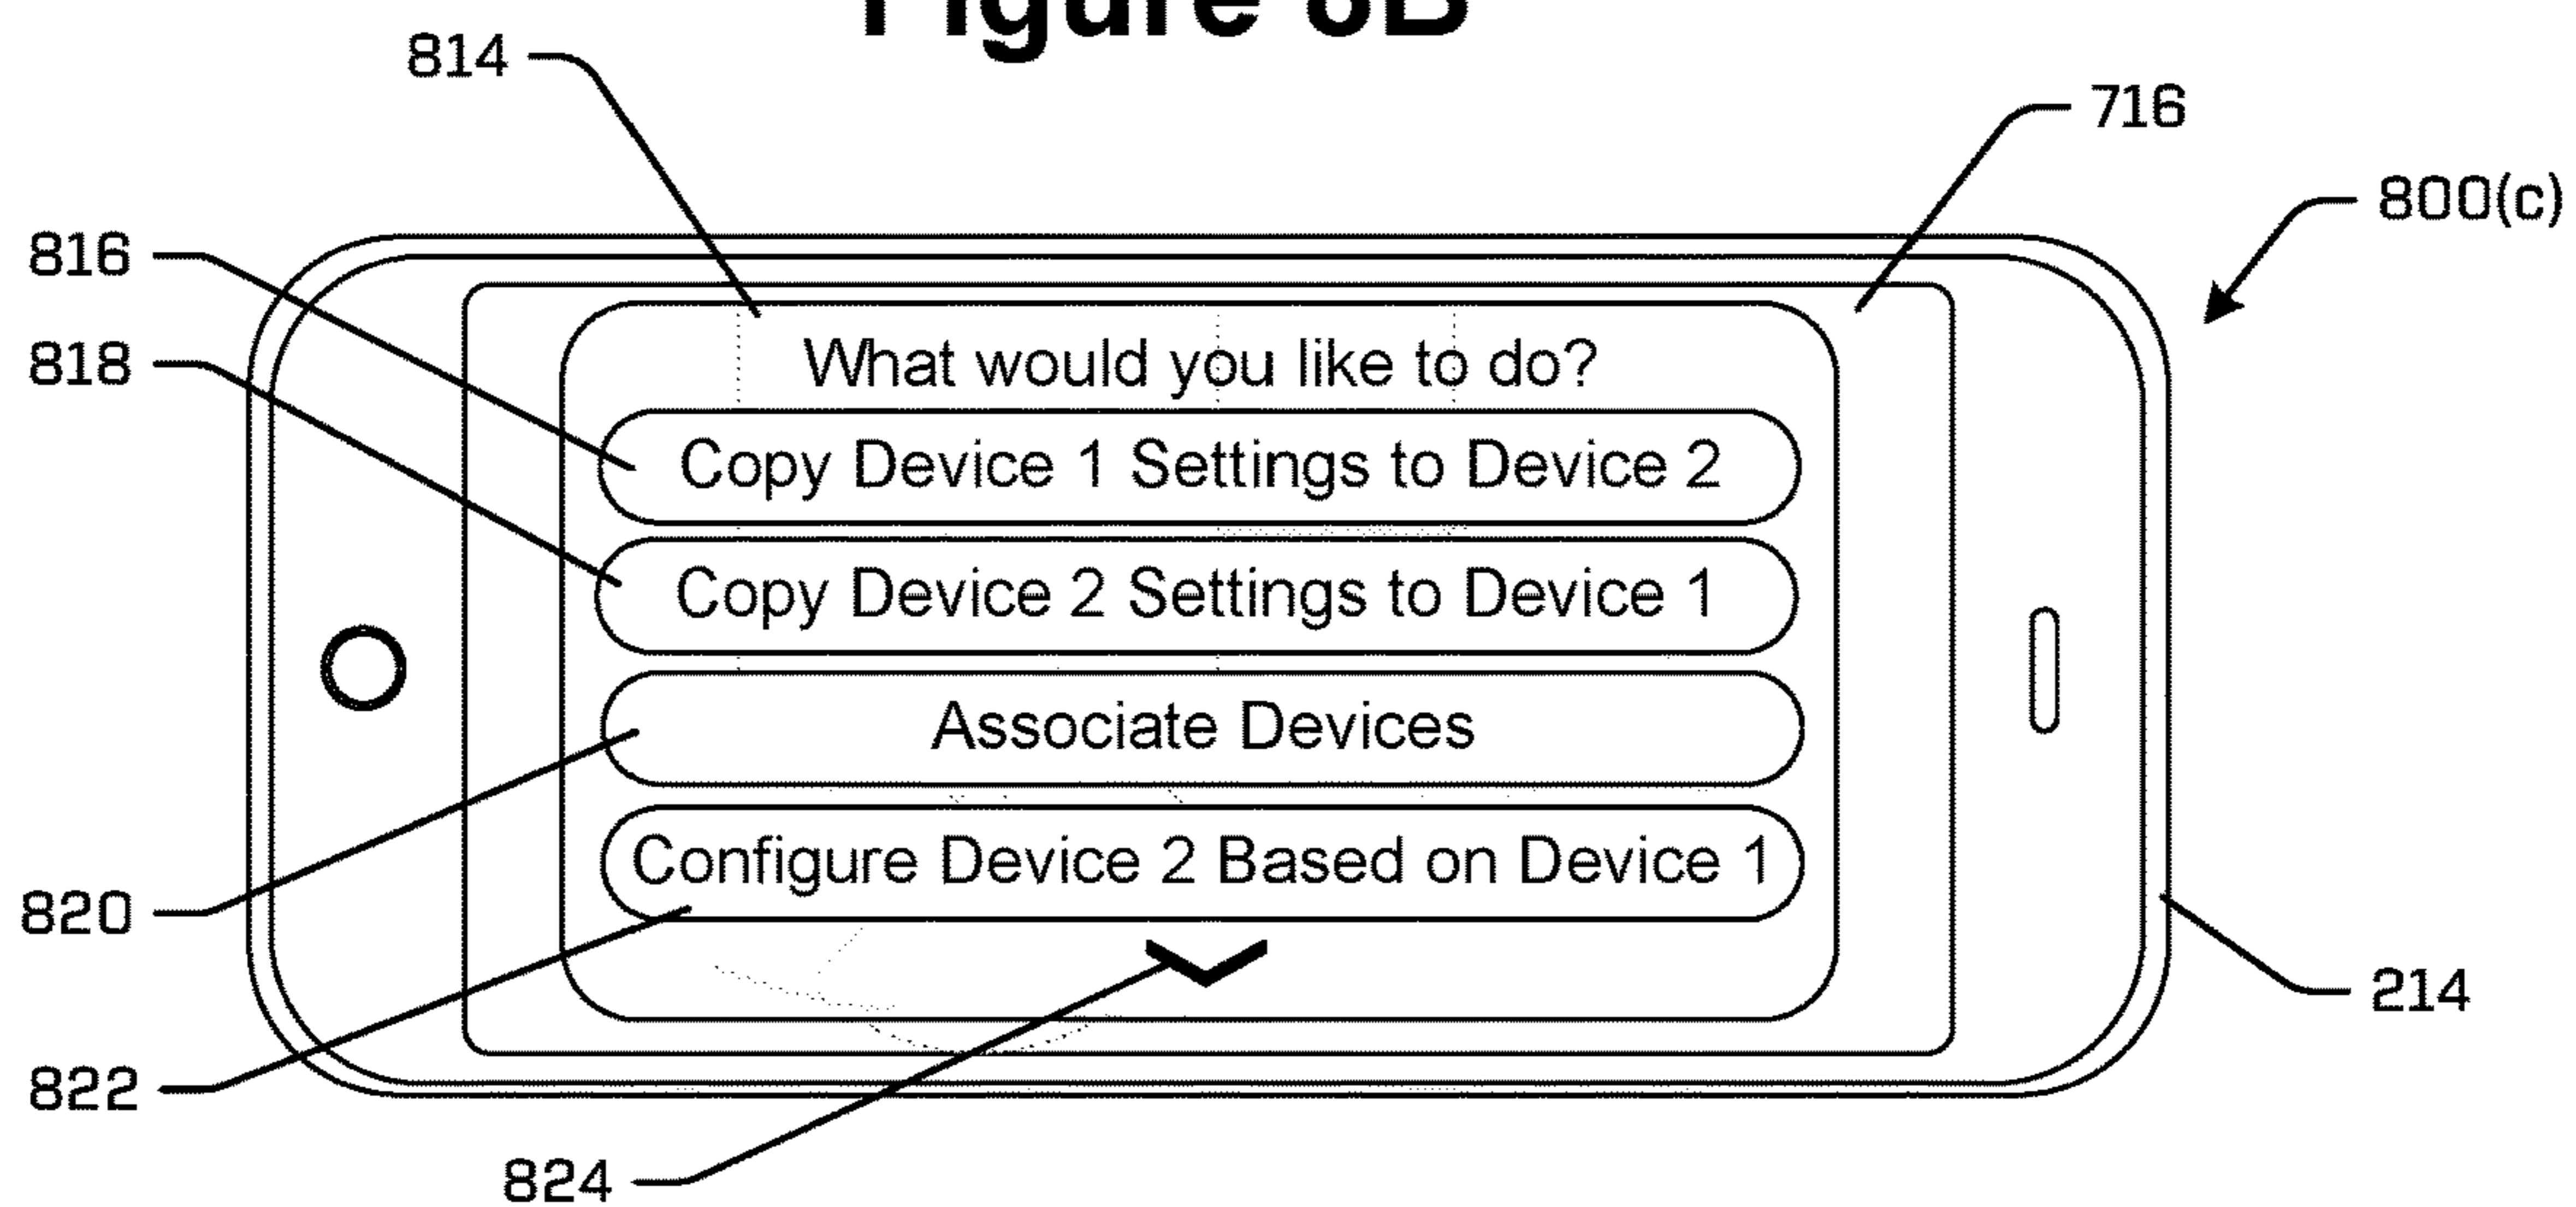 Figure 8B
814
716
800(c)
816
818
What would you like to do?
Copy Device 1 Settings to Device 2
Copy Device 2 Settings to Device 1
Associate Devices
Configure Device 2 Based on Device 1
820
214
822
824